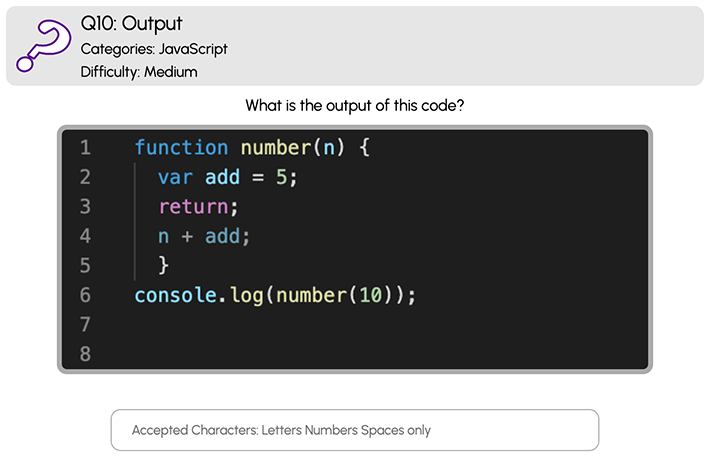 Q10: Output
Categories: JavaScript
Difficulty: Medium
What is the output of this code?
1 function number(n) {
2 var add = 5;
3 return;
4 n + add;
5 }
6 console.log(number(10));
7
8
Accepted Characters: Letters Numbers Spaces only